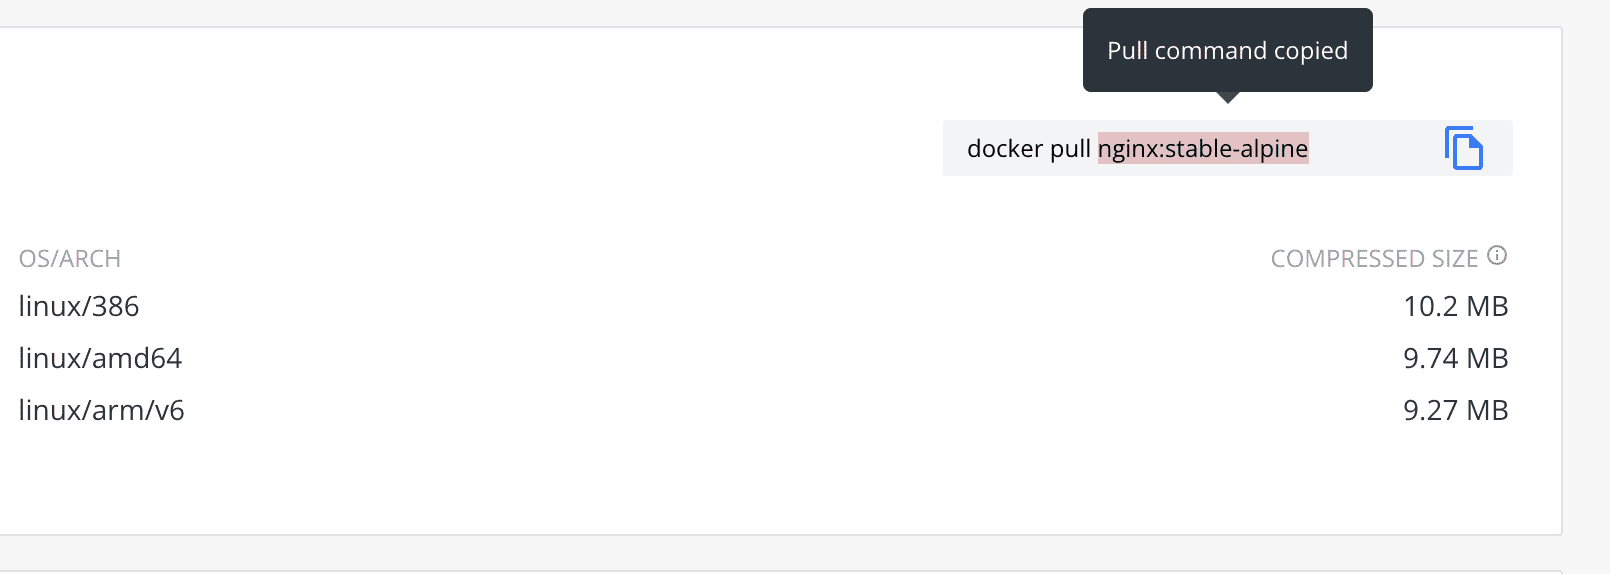 Pull command copied
docker pull nginx:stable-alpine
OS/ARCH COMPRESSED SIZE
linux/386 10.2 MB
linux/amd64 9.74 MB
linux/arm/v6 9.27 MB